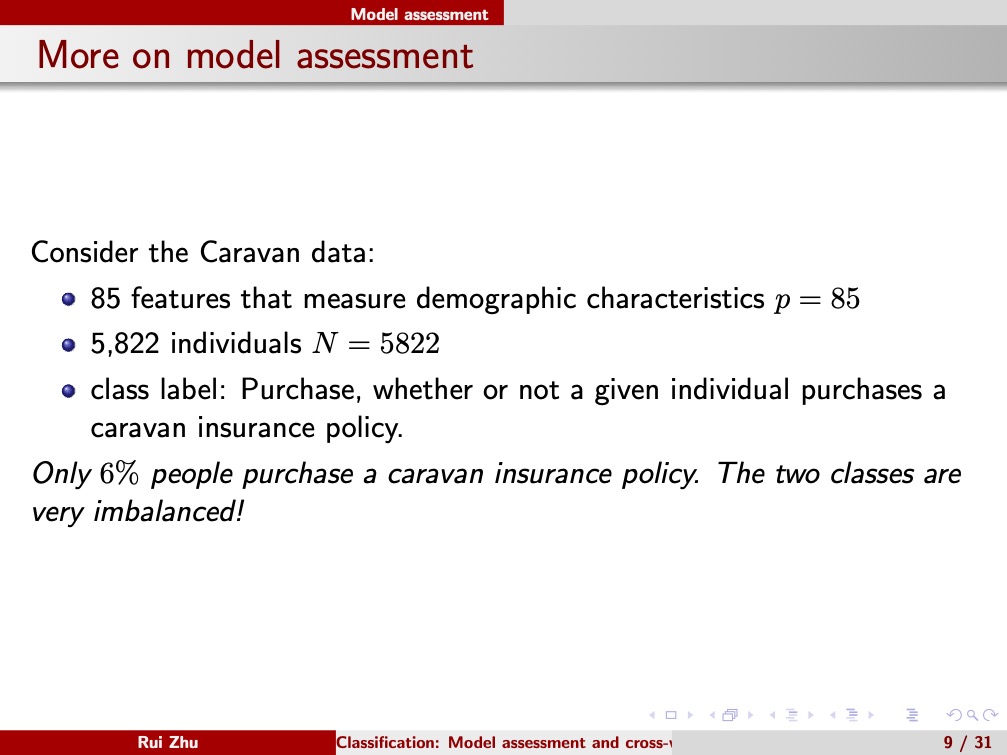 Model assessment
More on model assessment
Consider the Caravan data:
85 features that measure demographic characteristics p = 85
5,822 individuals N = 5822
class label: Purchase, whether or not a given individual purchases a
caravan insurance policy.
Only 6% people purchase a caravan insurance policy. The two classes are
very imbalanced!
Rui Zhu
Classification: Model assessment and cross-
9 / 31